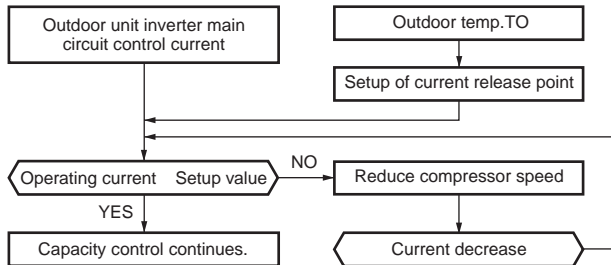 Outdoor unit inverter main
circuit control current
Outdoor temp.TO
Setup of current release point
Operating current Setup value
NO
Reduce compressor speed
YES
Capacity control continues.
Current decrease